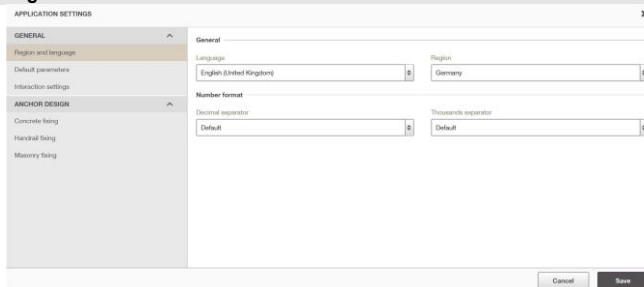 APPLICATION SETTINGS
GENERAL
Region and language
Default parameters
Interaction settings
ANCHOR DESIGN
Concrete fixing
Handrail fixing
Masonry fixing
General
Language
Region
English (United Kingdom)
Germany
Number format
Decimal separator
Thousands separator
Default
Default
Cancel
Save